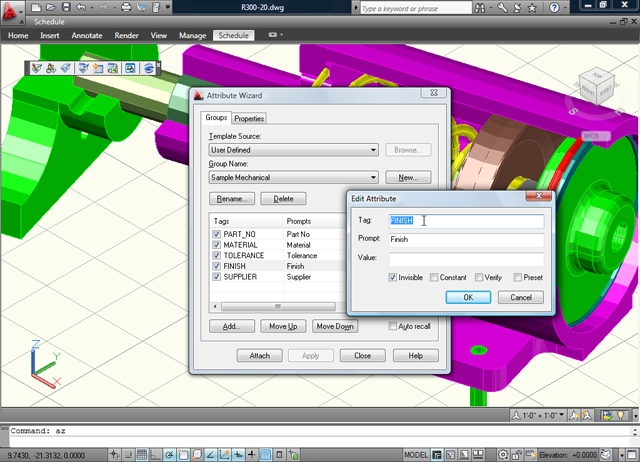 R300-20.dwg
Type a keyword or phrase
Schedule
Home Insert Annotate View Manage Schedule
Attribute Wizard
Groups Properties
Template Source:
User Defined Browse...
Group Name:
Sample Mechanical New...
Rename... Delete
Tags Prompts
PART_NO Part No
MATERIAL Material
TOLERANCE Tolerance
FINISH Finish
SUPPLIER Supplier
Add... Move Up Move Down Auto recall
Attach Apply Close Help
Edit Attribute
Tag: FINISH
Prompt: Finish
Value:
Invisible Constant Verify Preset
OK Cancel
TOP
FRONT
S
WCS
Z
Y
X
1'-0" = 1'-0"
Command: az
9.7430, -21.3132, 0.0000 MODEL Elevation: +0.0000